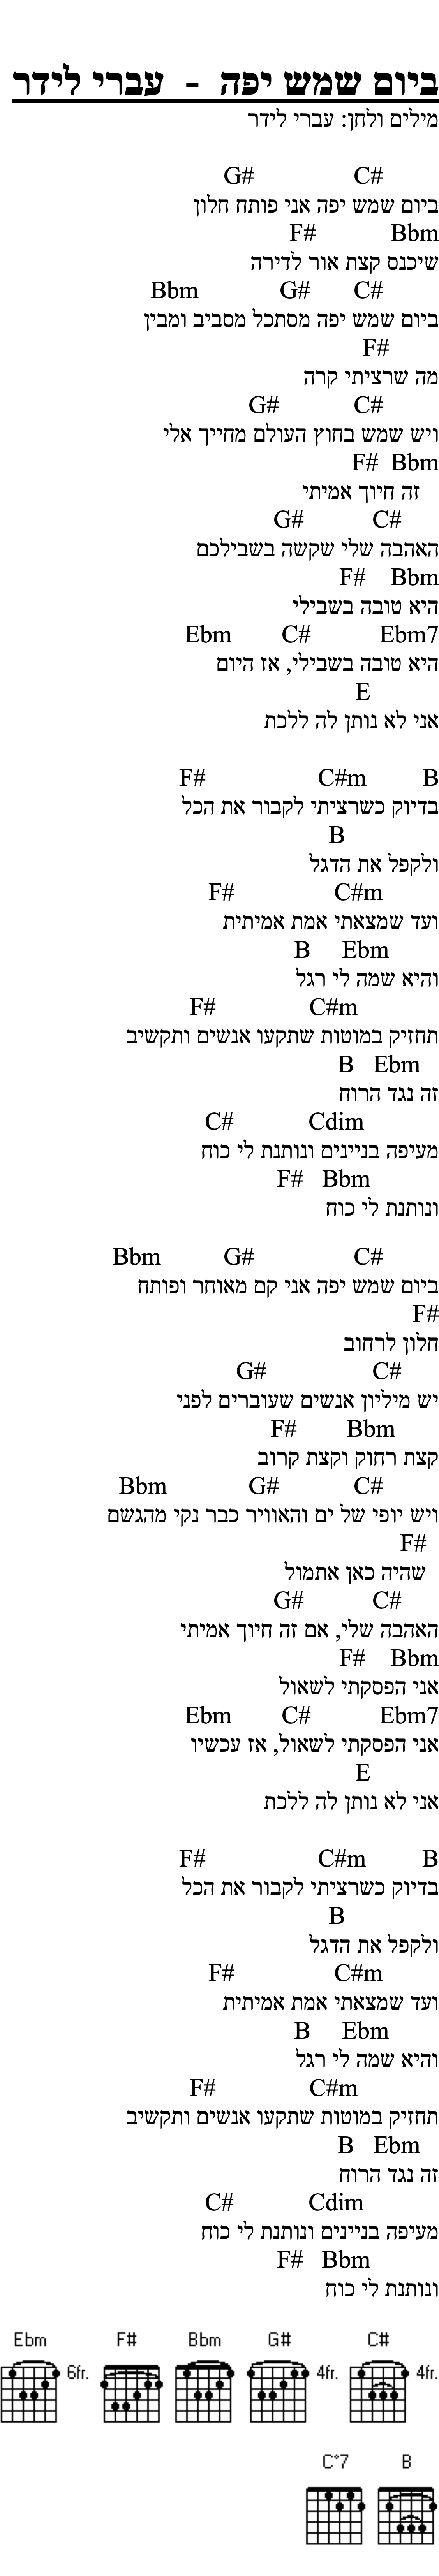 ביום שמש יפה - עברי לידר
מילים ולחן: עברי לידר
G# C#
ביום שמש יפה אני פותח חלון
F# Bbm
שיכנס קצת אור לדירה
Bbm G# C#
ביום שמש יפה מסתכל מסביב ומבין
F#
מה שרציתי קרה
G# C#
ויש שמש בחוץ העולם מחייך אלי
F# Bbm
זה חיוך אמיתי
G# C#
האהבה שלי שקשה בשבילכם
F# Bbm
היא טובה בשבילי
Ebm C# Ebm7
היא טובה בשבילי, אז היום
E
אני לא נותן לה ללכת
F# C#m B
בדיוק כשרציתי לקבור את הכל
B
ולקפל את הדגל
F# C#m
ועד שמצאתי אמת אמיתית
B Ebm
והיא שמה לי רגל
F# C#m
תחזיק במוטות שתקעו אנשים ותקשיב
B Ebm
זה נגד הרוח
C# Cdim
מעיפה בניינים ונותנת לי כוח
F# Bbm
ונותנת לי כוח
Bbm G# C#
ביום שמש יפה אני קם מאוחר ופותח
F#
חלון לרחוב
G# C#
יש מיליון אנשים שעוברים לפני
F# Bbm
קצת רחוק וקצת קרוב
Bbm G# C#
ויש יופי של ים והאוויר כבר נקי מהגשם
F#
שהיה כאן אתמול
G# C#
האהבה שלי, אם זה חיוך אמיתי
F# Bbm
אני הפסקתי לשאול
Ebm C# Ebm7
אני הפסקתי לשאול, אז עכשיו
E
אני לא נותן לה ללכת
F# C#m B
בדיוק כשרציתי לקבור את הכל
B
ולקפל את הדגל
F# C#m
ועד שמצאתי אמת אמיתית
B Ebm
והיא שמה לי רגל
F# C#m
תחזיק במוטות שתקעו אנשים ותקשיב
B Ebm
זה נגד הרוח
C# Cdim
מעיפה בניינים ונותנת לי כוח
F# Bbm
ונותנת לי כוח
Ebm F# Bbm G# C#
6fr. 4fr. 4fr.
C°7 B